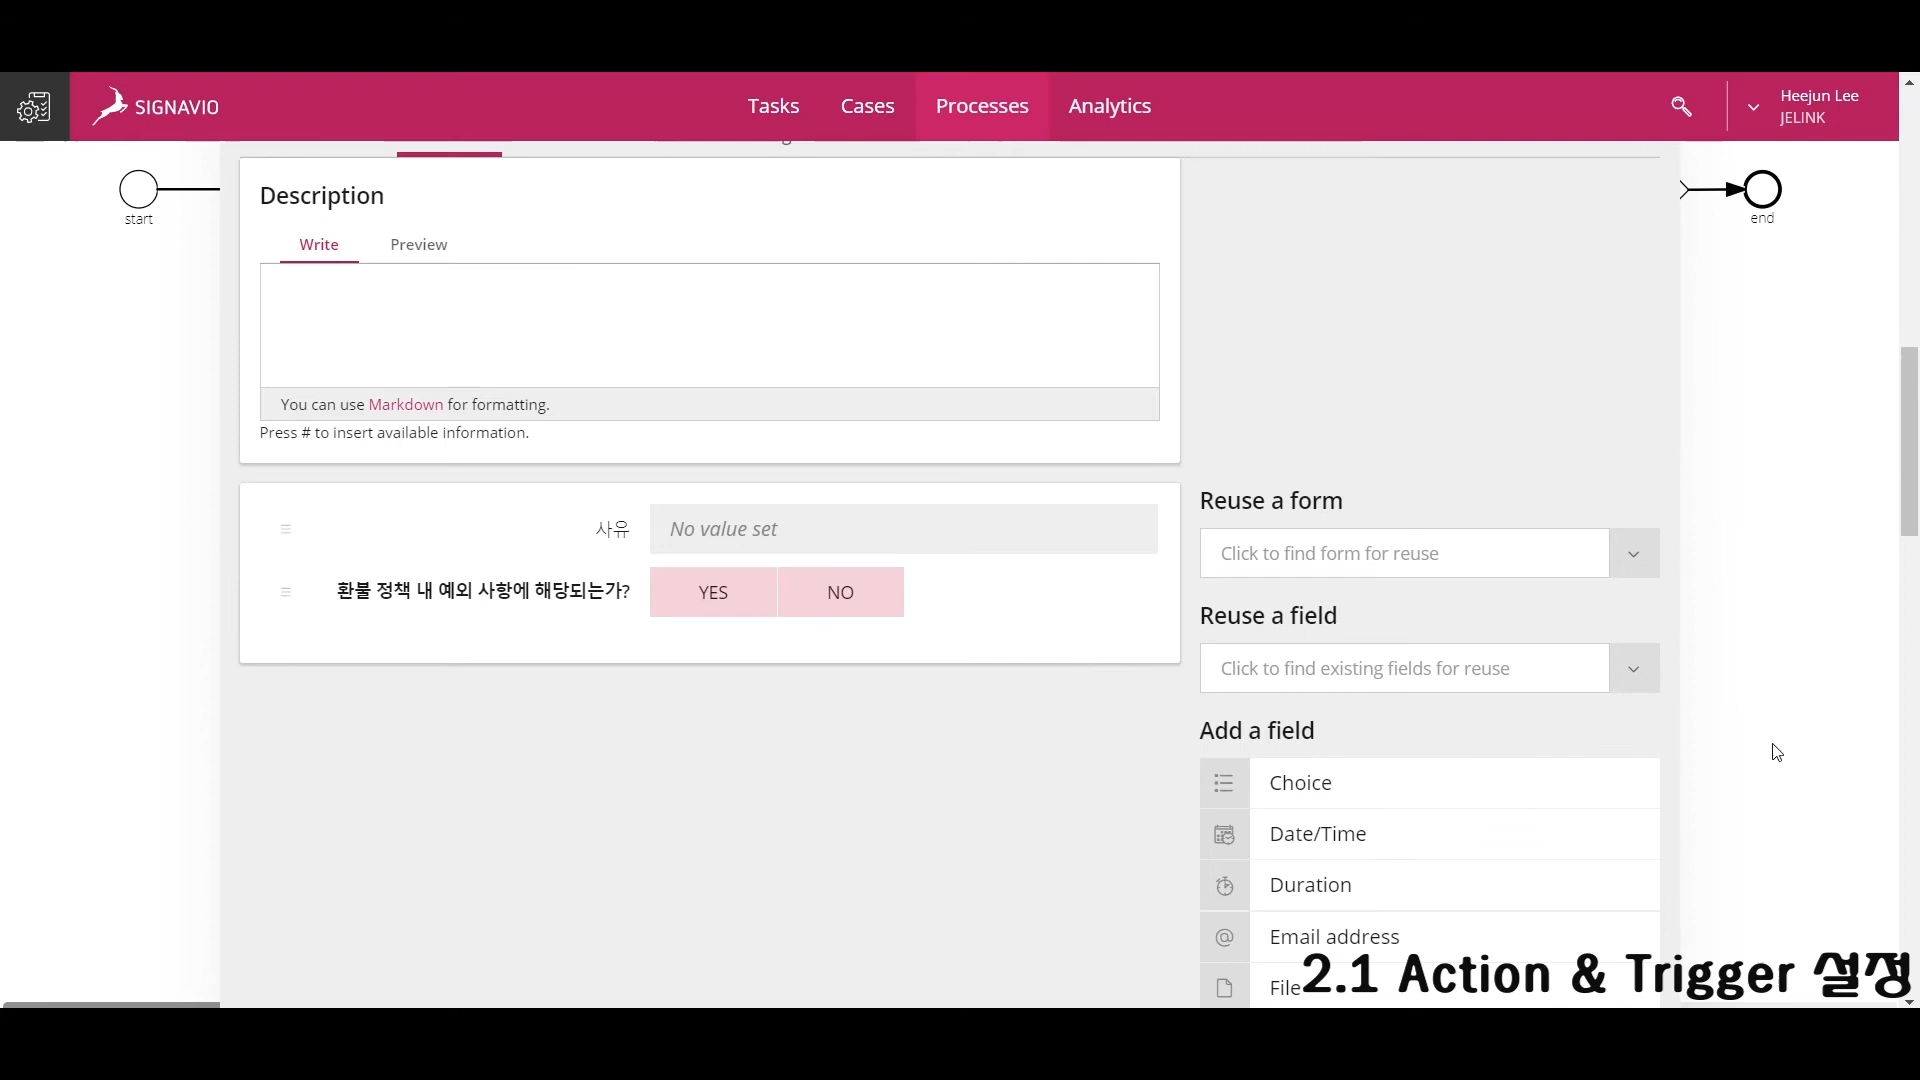 SIGNAVIO
Tasks
Cases
Processes
Analytics
Heejun Lee
JELINK
start
end
Description
Write
Preview
You can use Markdown for formatting.
Press # to insert available information.
사유
No value set
환불 정책 내 예외 사항에 해당되는가?
YES
NO
Reuse a form
Click to find form for reuse
Reuse a field
Click to find existing fields for reuse
Add a field
Choice
Date/Time
Duration
Email address
File
2.1 Action & Trigger 설정